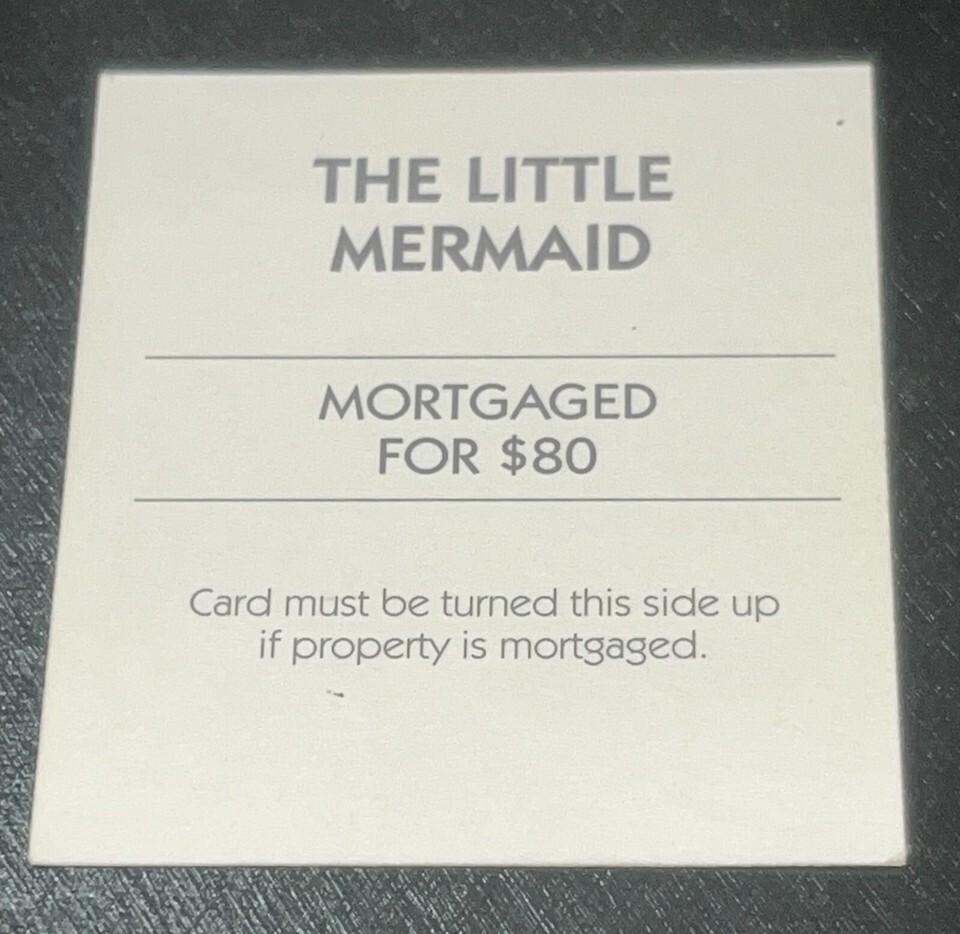 THE LITTLE
MERMAID
MORTGAGED
FOR $80
Card must be turned this side up
if property is mortgaged.